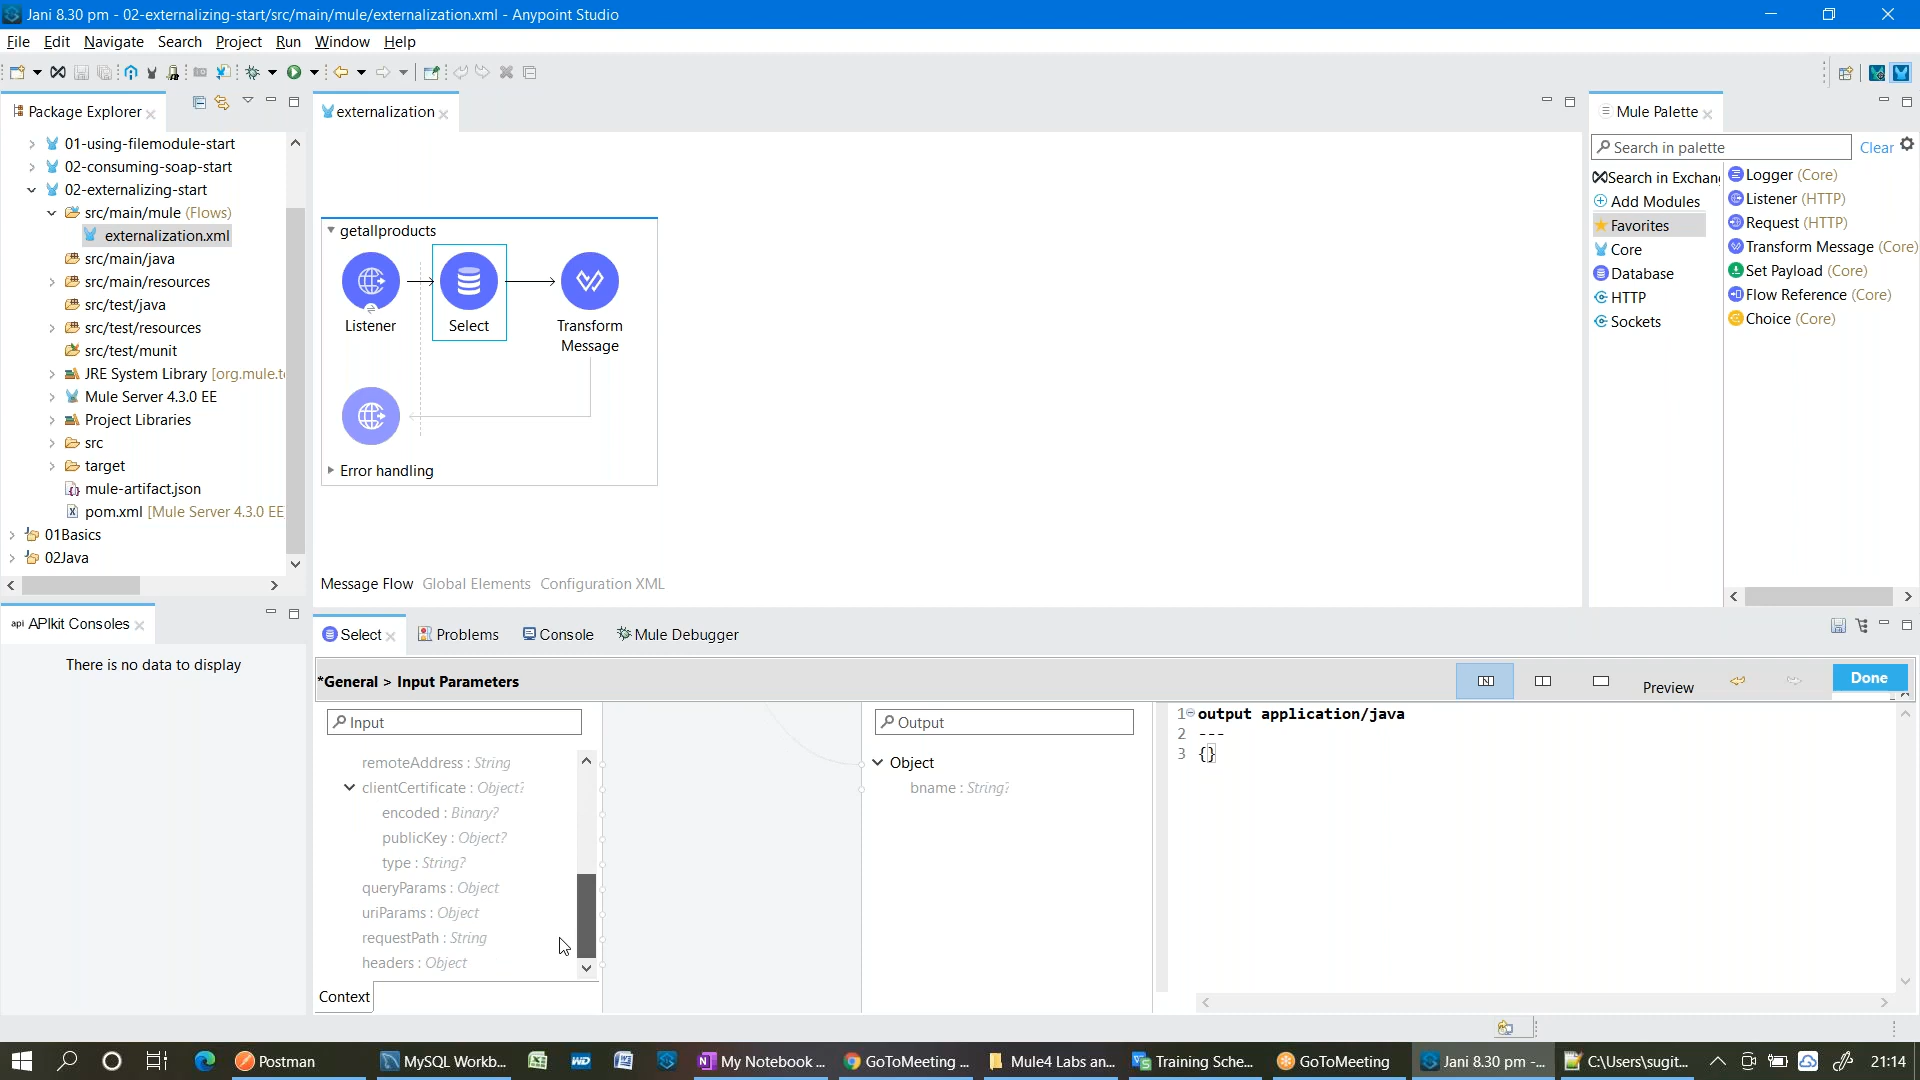 Jani 8.30 pm - 02-externalizing-start/src/main/mule/externalization.xml - Anypoint Studio
File Edit Navigate Search Project Run Window Help
Package Explorer
01-using-filemodule-start
02-consuming-soap-start
02-externalizing-start
src/main/mule (Flows)
externalization.xml
src/main/java
src/main/resources
src/test/java
src/test/resources
src/test/munit
JRE System Library [org.mule.t
Mule Server 4.3.0 EE
Project Libraries
src
target
mule-artifact.json
pom.xml [Mule Server 4.3.0 EE
01Basics
02Java
api APIkit Consoles
There is no data to display
externalization
getallproducts
Listener
Select
Transform
Message
Error handling
Message Flow Global Elements Configuration XML
Mule Palette
Search in palette
Clear
Search in Exchan
Add Modules
Favorites
Core
Database
HTTP
Sockets
Logger (Core)
Listener (HTTP)
Request (HTTP)
Transform Message (Core)
Set Payload (Core)
Flow Reference (Core)
Choice (Core)
Select Problems Console Mule Debugger
*General > Input Parameters
Preview
Done
Input
remoteAddress : String
clientCertificate : Object?
encoded : Binary?
publicKey : Object?
type : String?
queryParams : Object
uriParams : Object
requestPath : String
headers : Object
Context
Output
Object
bname : String?
1 output application/java
2 ---
3 {}
Postman MySQL Workb... My Notebook ... GoToMeeting ... Mule4 Labs an... Training Sche... GoToMeeting Jani 8.30 pm -... C:\Users\sugit... 21:14